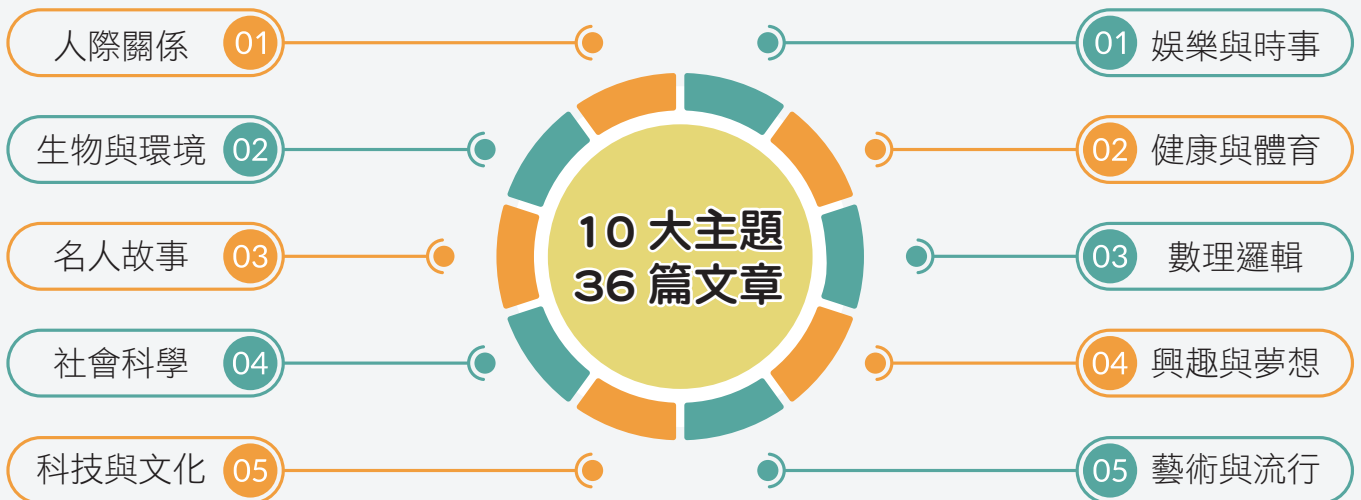 人際關係 01
生物與環境 02
名人故事 03
社會科學 04
科技與文化 05
10 大主題
36 篇文章
01 娛樂與時事
02 健康與體育
03 數理邏輯
04 興趣與夢想
05 藝術與流行